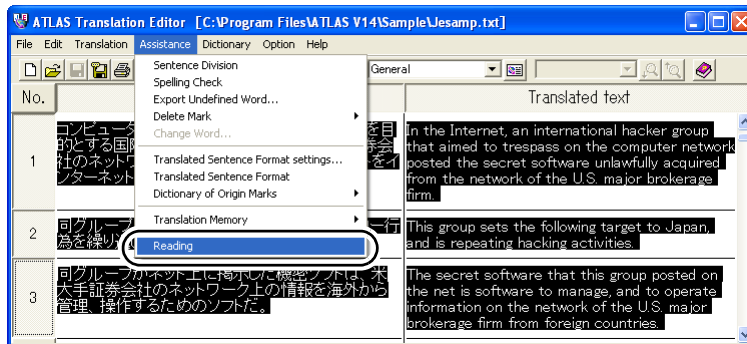 ATLAS Translation Editor [C:\Program Files\ATLAS V14\Sample\Jesamp.txt]
File Edit Translation Assistance Dictionary Option Help
General
Sentence Division
Spelling Check
Export Undefined Word...
Delete Mark
Change Word...
Translated Sentence Format settings...
Translated Sentence Format
Dictionary of Origin Marks
Translation Memory
Reading
No.
Translated text
1
コンピュータ
を目
的とする国際
券会
社のネットワ
をイ
ンターネット
In the Internet, an international hacker group
that aimed to trespass on the computer network
posted the secret software unlawfully acquired
from the network of the U.S. major brokerage
firm.
2
同グループ
行
為を繰り
This group sets the following target to Japan,
and is repeating hacking activities.
3
同グループがネット上に掲示した機密ソフトは、米
大手証券会社のネットワーク上の情報を海外から
管理、操作するためのソフトだ。
The secret software that this group posted on
the net is software to manage, and to operate
information on the network of the U.S. major
brokerage firm from foreign countries.